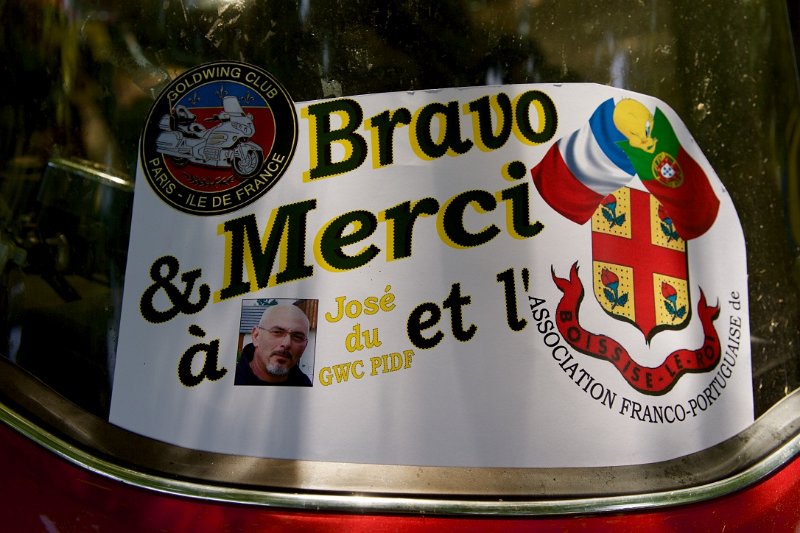 GOLDWING CLUB
PARIS - ILE DE FRANCE
Bravo
& Merci
à
José
du
GWC PIDF
et l'
BOISSISE-LE-ROI
ASSOCIATION FRANCO-PORTUGUAISE de